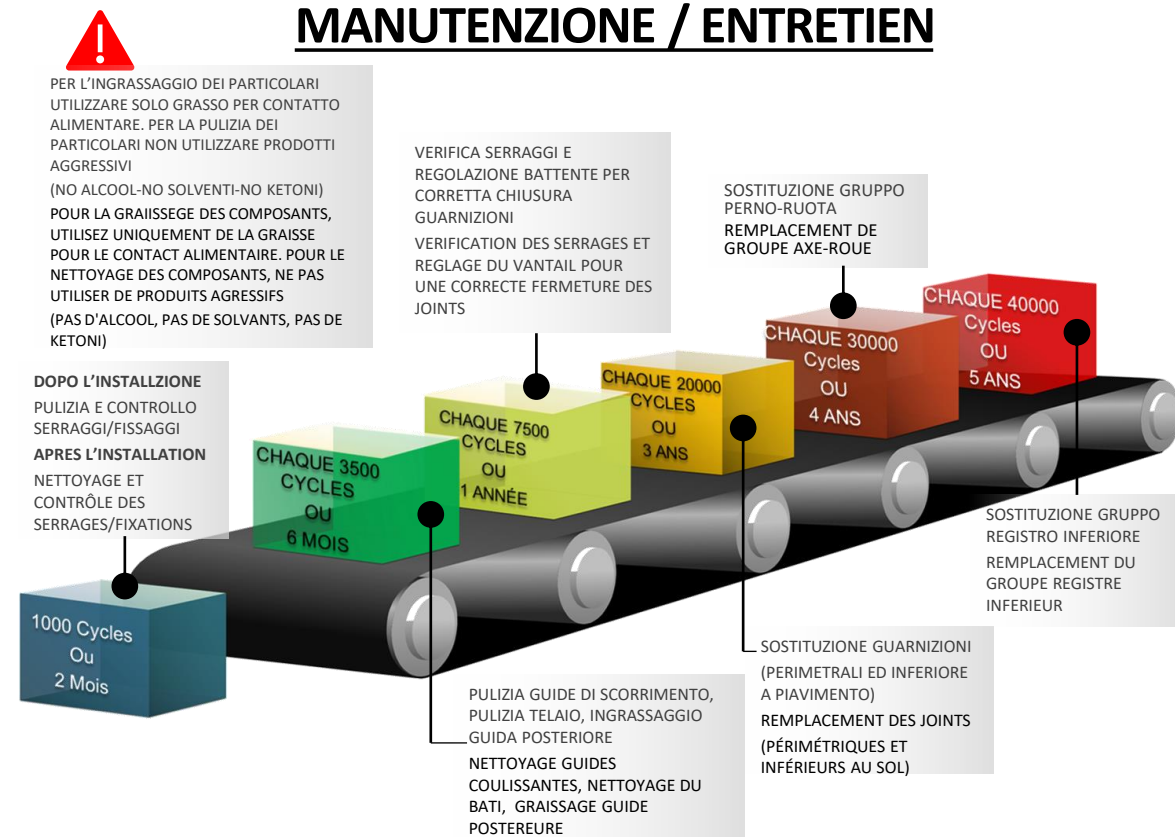 MANUTENZIONE / ENTRETIEN
PER L’INGRASSAGGIO DEI PARTICOLARI
UTILIZZARE SOLO GRASSO PER CONTATTO
ALIMENTARE. PER LA PULIZIA DEI
PARTICOLARI NON UTILIZZARE PRODOTTI
AGGRESSIVI
(NO ALCOOL-NO SOLVENTI-NO KETONI)
POUR LA GRAIISSEGE DES COMPOSANTS,
UTILISEZ UNIQUEMENT DE LA GRAISSE
POUR LE CONTACT ALIMENTAIRE. POUR LE
NETTOYAGE DES COMPOSANTS, NE PAS
UTILISER DE PRODUITS AGRESSIFS
(PAS D'ALCOOL, PAS DE SOLVANTS, PAS DE
KETONI)
DOPO L’INSTALLZIONE
PULIZIA E CONTROLLO
SERRAGGI/FISSAGGI
APRES L’INSTALLATION
NETTOYAGE ET
CONTRÔLE DES
SERRAGES/FIXATIONS
1000 Cycles
Ou
2 Mois
CHAQUE 3500
CYCLES
OU
6 MOIS
PULIZIA GUIDE DI SCORRIMENTO,
PULIZIA TELAIO, INGRASSAGGIO
GUIDA POSTERIORE
NETTOYAGE GUIDES
COULISSANTES, NETTOYAGE DU
BATI, GRAISSAGE GUIDE
POSTEREURE
VERIFICA SERRAGGI E
REGOLAZIONE BATTENTE PER
CORRETTA CHIUSURA
GUARNIZIONI
VERIFICATION DES SERRAGES ET
REGLAGE DU VANTAIL POUR
UNE CORRECTE FERMETURE DES
JOINTS
CHAQUE 7500
CYCLES
OU
1 ANNÉE
CHAQUE 20000
CYCLES
OU
3 ANS
SOSTITUZIONE GUARNIZIONI
(PERIMETRALI ED INFERIORE
A PIAVIMENTO)
REMPLACEMENT DES JOINTS
(PÉRIMÉTRIQUES ET
INFÉRIEURS AU SOL)
SOSTITUZIONE GRUPPO
PERNO-RUOTA
REMPLACEMENT DE
GROUPE AXE-ROUE
CHAQUE 30000
Cycles
OU
4 ANS
CHAQUE 40000
Cycles
OU
5 ANS
SOSTITUZIONE GRUPPO
REGISTRO INFERIORE
REMPLACEMENT DU
GROUPE REGISTRE
INFERIEUR